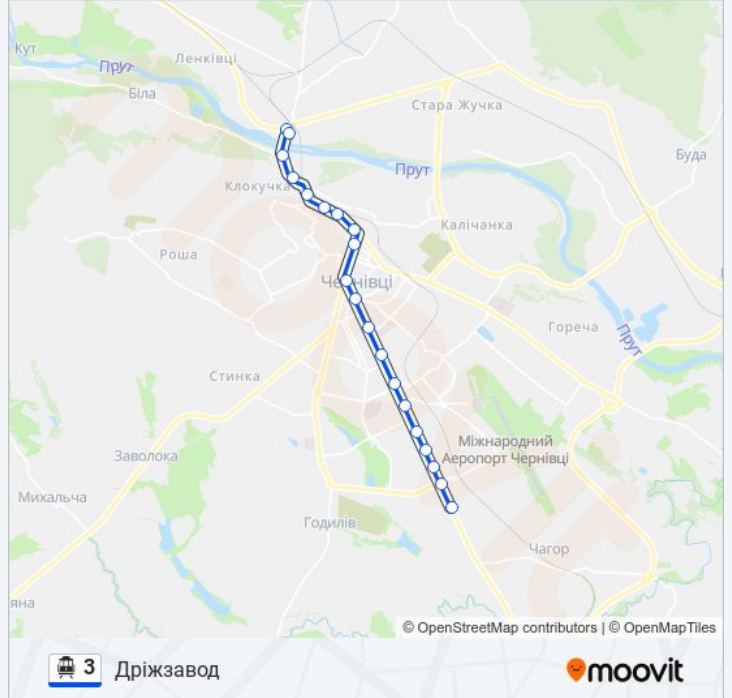 Кут
Ленківці
Прут
Біла
Стара Жучка
Буда
Прут
Клокучка
Калічанка
Роша
Чернівці
Гореча
Прут
Стинка
Міжнародний
Аеропорт Чернівці
Заволока
Михальча
Годилів
Чагор
яна
© OpenStreetMap contributors | © OpenMapTiles
3 Дріжзавод
moovit